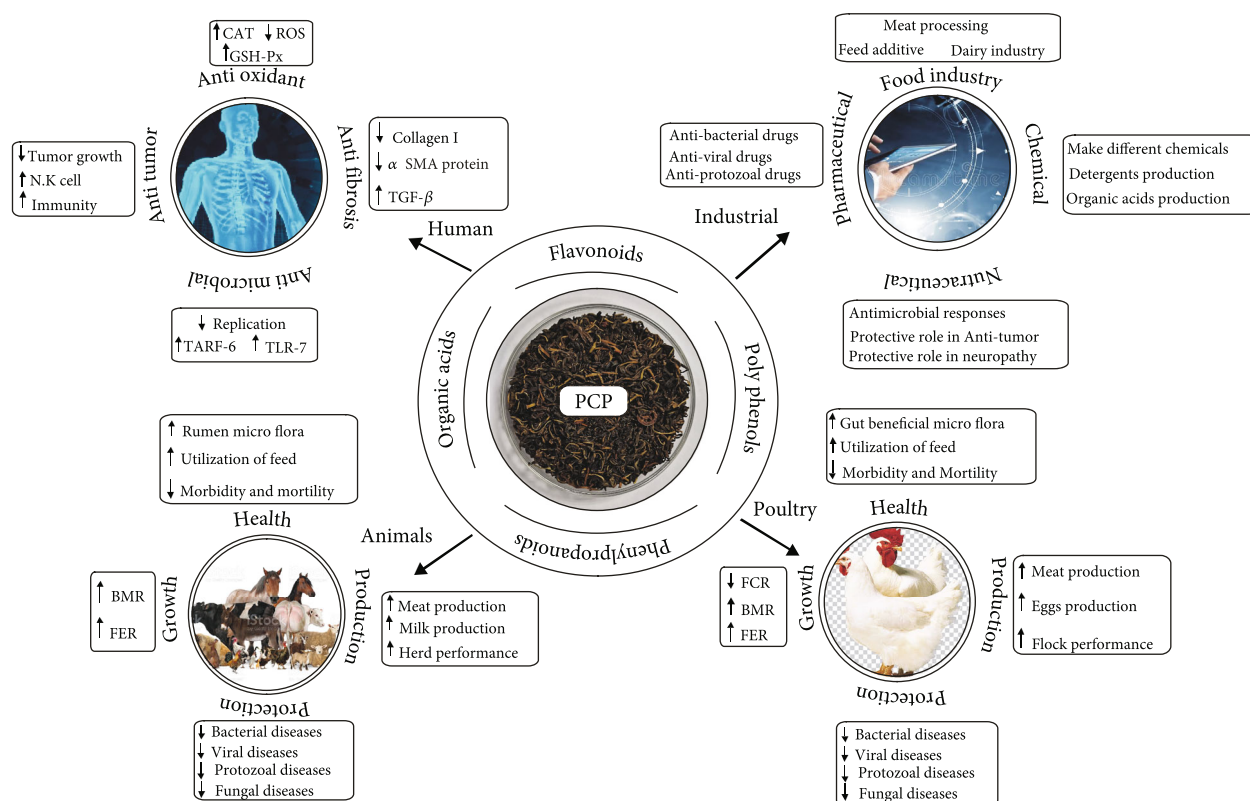 ↑CAT ↓ROS
↑GSH-Px
Anti oxidant
Anti tumor
↓Tumor growth
↑ N.K cell
↑ Immunity
Anti fibrosis
↓ Collagen I
↓ α SMA protein
↑ TGF-β
Anti microbial
↓ Replication
↑TARF-6 ↑ TLR-7
Human
Meat processing
Feed additive Dairy industry
Food industry
Pharmaceutical
Anti-bacterial drugs
Anti-viral drugs
Anti-protozoal drugs
Chemical
Make different chemicals
Detergents production
Organic acids production
Nutraceutical
Antimicrobial responses
Protective role in Anti-tumor
Protective role in neuropathy
Industrial
Flavonoids
Organic acids
Poly phenols
Phenylpropanoids
PCP
Animals
↑ Rumen micro flora
↑ Utilization of feed
↓ Morbidity and mortility
Health
Growth
↑ BMR
↑ FER
Production
↑ Meat production
↑ Milk production
↑ Herd performance
iStock
Protection
↓ Bacterial diseases
↓ Viral diseases
↓ Protozoal diseases
↓ Fungal diseases
Poultry
↑ Gut beneficial micro flora
↑ Utilization of feed
↓ Morbidity and Mortility
Health
Growth
↓ FCR
↑ BMR
↑ FER
Production
↑ Meat production
↑ Eggs production
↑ Flock performance
Protection
↓ Bacterial diseases
↓ Viral diseases
↓ Protozoal diseases
↓ Fungal diseases